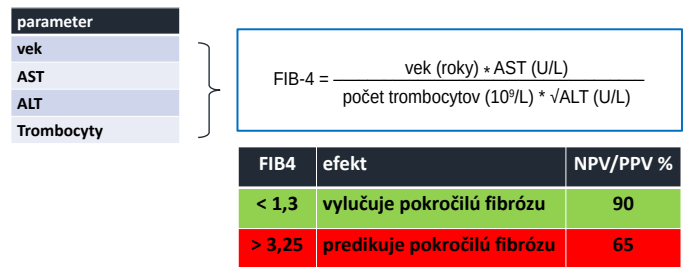 parameter
vek
AST
ALT
Trombocyty
FIB-4 = vek (roky) * AST (U/L)
počet trombocytov (10⁹/L) * √ALT (U/L)
FIB4 efekt NPV/PPV %
< 1,3 vylučuje pokročilú fibrózu 90
> 3,25 predikuje pokročilú fibrózu 65